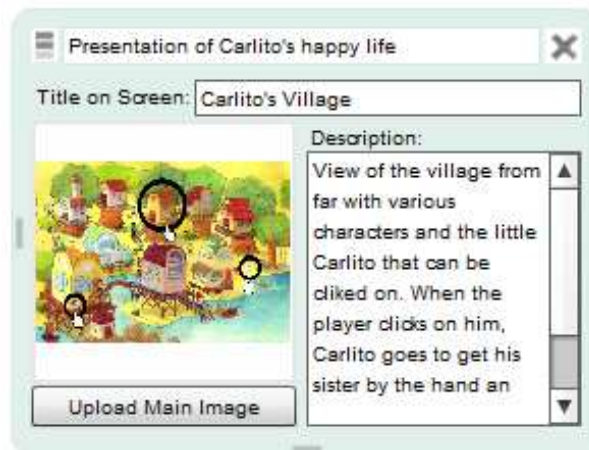 Presentation of Carlito's happy life
Title on Screen: Carlito's Village
Description:
View of the village from
far with various
characters and the little
Carlito that can be
cliked on. When the
player clicks on him,
Carlito goes to get his
sister by the hand an
Upload Main Image